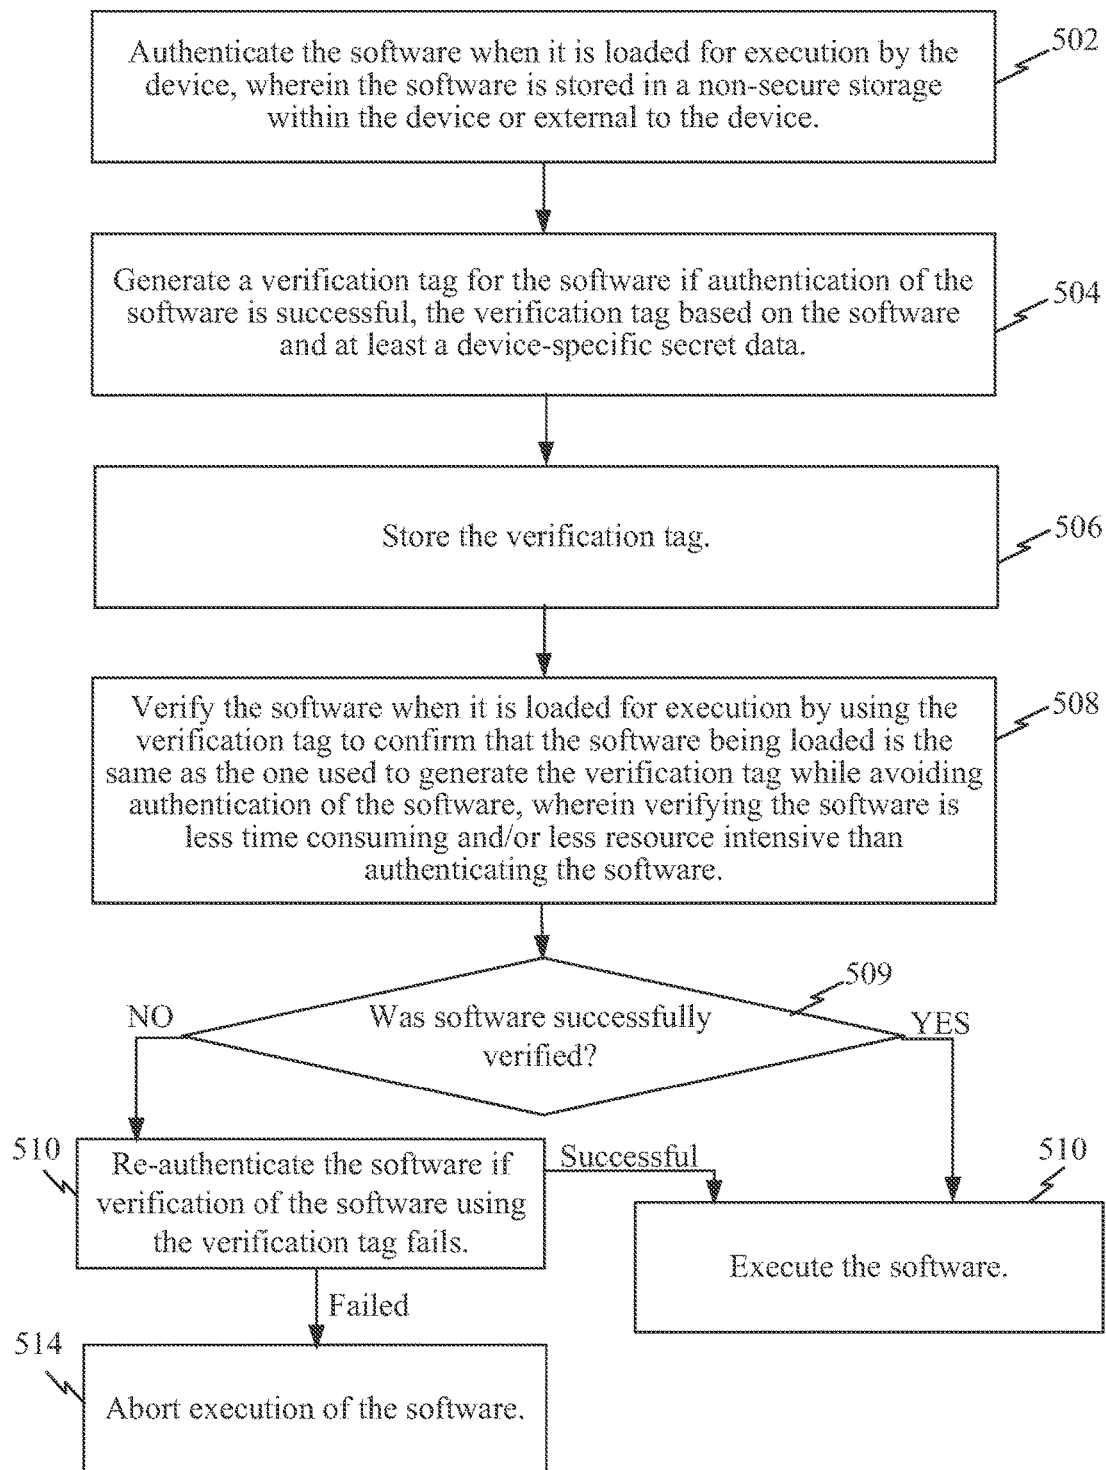 Authenticate the software when it is loaded for execution by the
device, wherein the software is stored in a non-secure storage
within the device or external to the device.
502
Generate a verification tag for the software if authentication of the
software is successful, the verification tag based on the software
and at least a device-specific secret data.
504
Store the verification tag.
506
Verify the software when it is loaded for execution by using the
verification tag to confirm that the software being loaded is the
same as the one used to generate the verification tag while avoiding
authentication of the software, wherein verifying the software is
less time consuming and/or less resource intensive than
authenticating the software.
508
509
NO
Was software successfully
verified?
YES
510
Re-authenticate the software if
verification of the software using
the verification tag fails.
Successful
510
Execute the software.
Failed
514
Abort execution of the software.